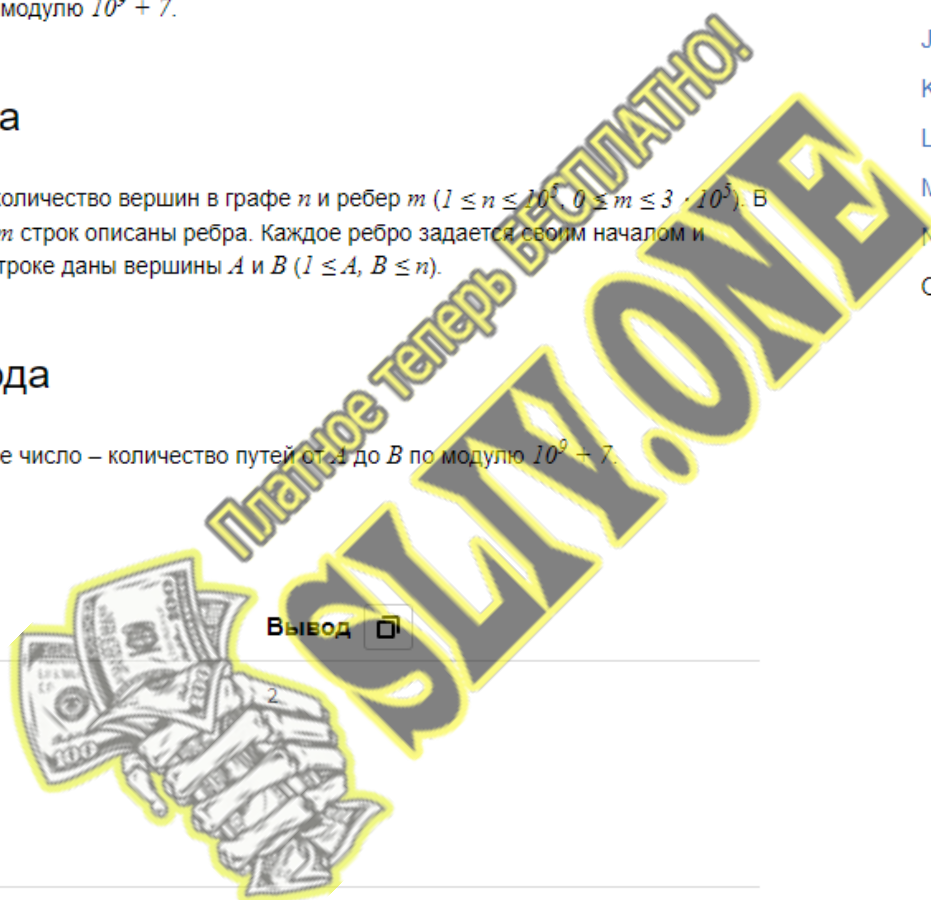 модулю 10⁹ + 7.
J
а
K
L
количество вершин в графе n и ребер m (1 ≤ n ≤ 10⁵, 0 ≤ m ≤ 3 · 10⁵). В
m строк описаны ребра. Каждое ребро задается своим началом и
троке даны вершины A и B (1 ≤ A, B ≤ n).
ода
е число – количество путей от A до B по модулю 10⁹ + 7.
Платное теперь БЕСПЛАТНО!
SLIV.ONE
Вывод
2